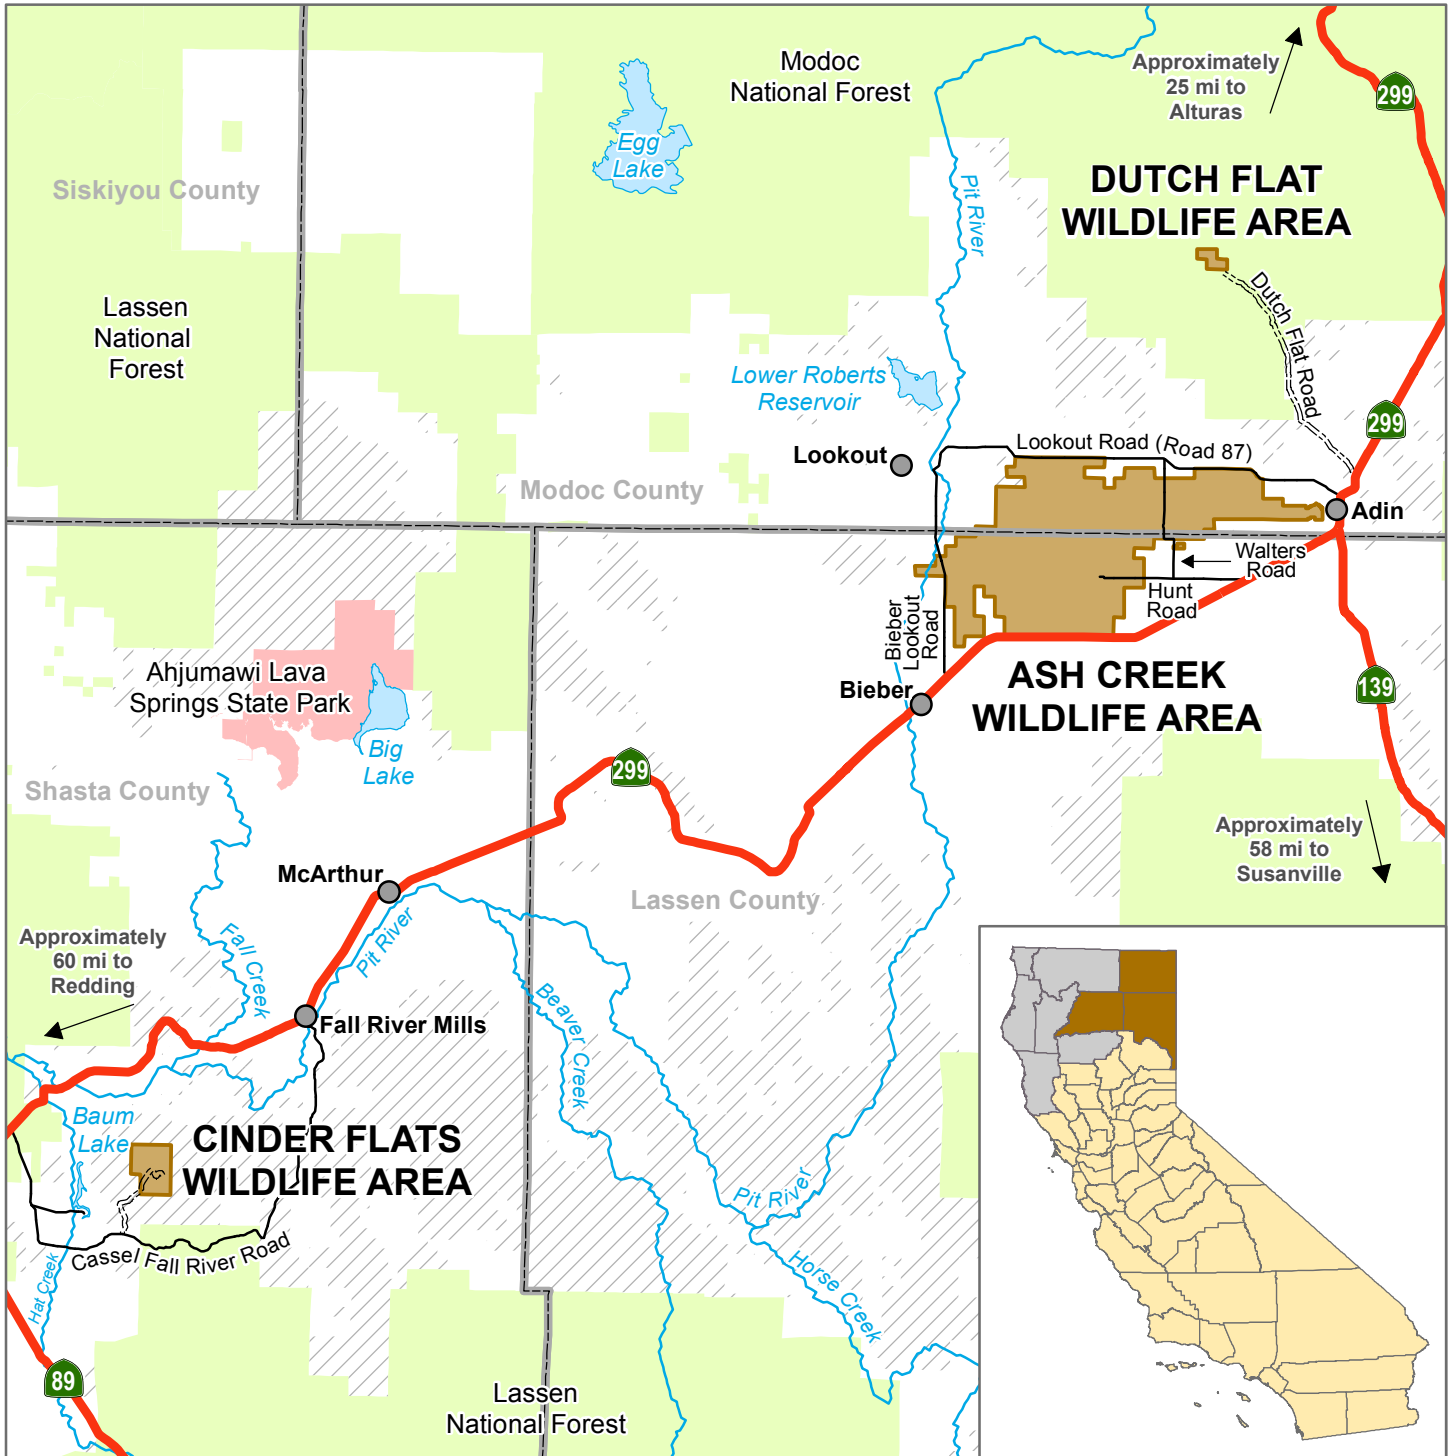 Modoc
National Forest
Approximately
25 mi to
Alturas
299
Egg
Lake
Siskiyou County
Pit River
DUTCH FLAT
WILDLIFE AREA
Lassen
National
Forest
Dutch Flat Road
Lower Roberts
Reservoir
299
Lookout
Lookout Road (Road 87)
Modoc County
Adin
Walters
Road
Hunt
Road
Bieber
Lookout
Road
Ahjumawi Lava
Springs State Park
Bieber
ASH CREEK
WILDLIFE AREA
139
Big
Lake
299
Shasta County
Approximately
58 mi to
Susanville
McArthur
Lassen County
Approximately
60 mi to
Redding
Fall Creek
Pit River
Beaver Creek
Fall River Mills
Baum
Lake
CINDER FLATS
WILDLIFE AREA
Pit River
Cassel Fall River Road
Hat Creek
Horse Creek
89
Lassen
National Forest